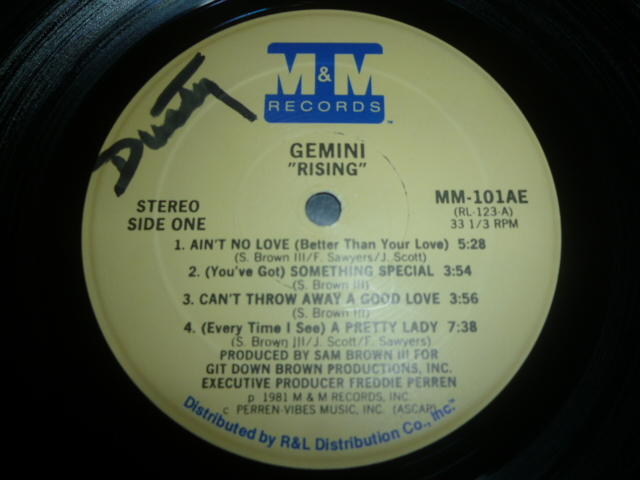 M&M
RECORDS
™
Dusty
GEMINI
"RISING"
STEREO
SIDE ONE
MM-101AE
(RL-123-A)
33 1/3 RPM
1. AIN'T NO LOVE (Better Than Your Love) 5:28
(S. Brown III/F. Sawyers/J. Scott)
2. (You've Got) SOMETHING SPECIAL 3:54
(S. Brown III)
3. CAN'T THROW AWAY A GOOD LOVE 3:56
(S. Brown III)
4. (Every Time I See) A PRETTY LADY 7:38
(S. Brown III/J. Scott/F. Sawyers)
PRODUCED BY SAM BROWN III FOR
GIT DOWN BROWN PRODUCTIONS, INC.
EXECUTIVE PRODUCER FREDDIE PERREN
p 1981 M & M RECORDS, INC.
c PERREN-VIBES MUSIC, INC. (ASCAP)
Distributed by R&L Distribution Co., Inc.™